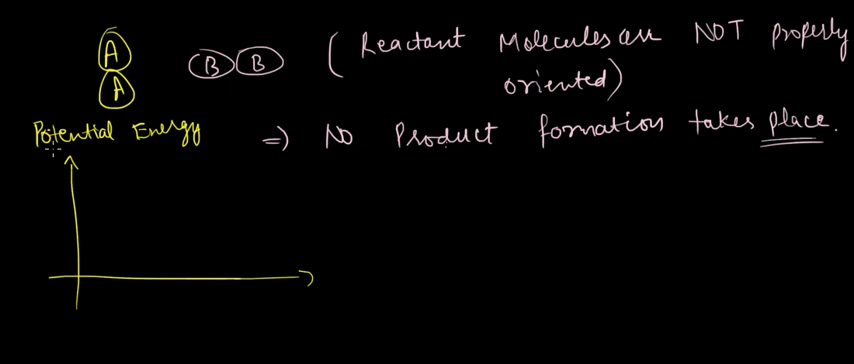 A
A
B B
(Reactant Molecules are NOT properly
oriented)
Potential Energy
=) NO Product formation takes place.